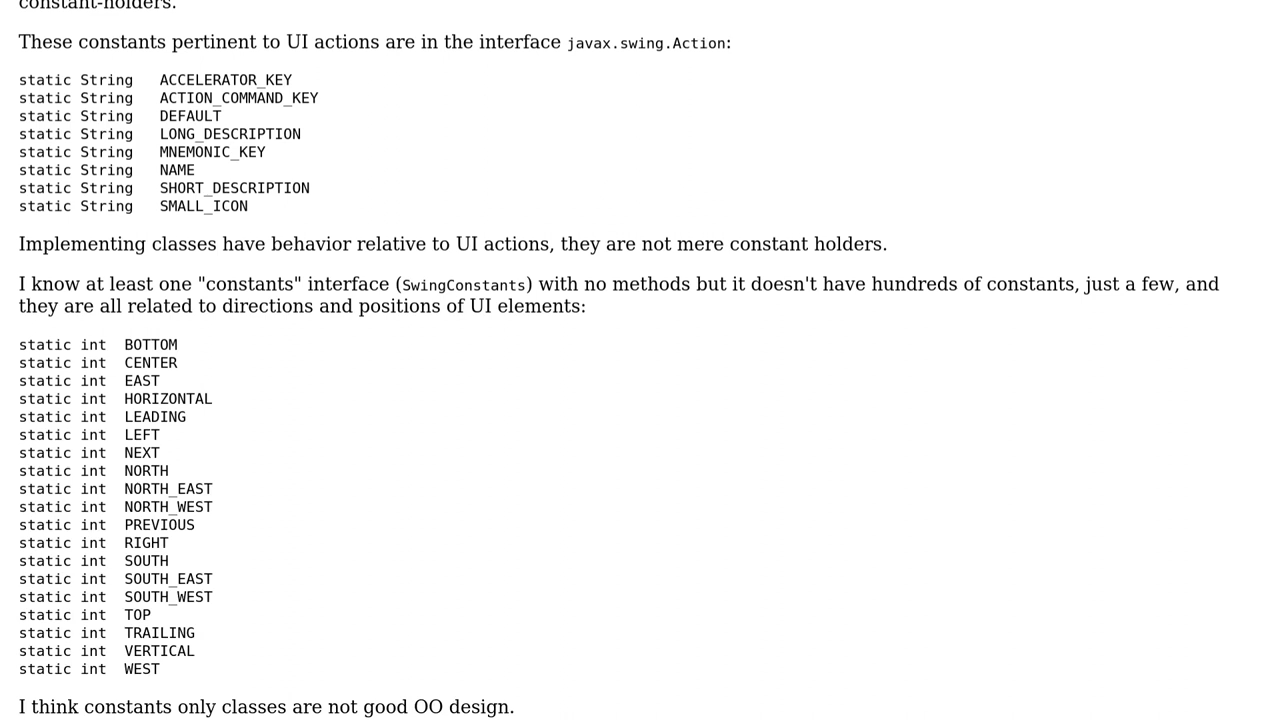 constant-holders.
These constants pertinent to UI actions are in the interface javax.swing.Action:
static String   ACCELERATOR_KEY
static String   ACTION_COMMAND_KEY
static String   DEFAULT
static String   LONG_DESCRIPTION
static String   MNEMONIC_KEY
static String   NAME
static String   SHORT_DESCRIPTION
static String   SMALL_ICON
Implementing classes have behavior relative to UI actions, they are not mere constant holders.
I know at least one "constants" interface (SwingConstants) with no methods but it doesn't have hundreds of constants, just a few, and
they are all related to directions and positions of UI elements:
static int  BOTTOM
static int  CENTER
static int  EAST
static int  HORIZONTAL
static int  LEADING
static int  LEFT
static int  NEXT
static int  NORTH
static int  NORTH_EAST
static int  NORTH_WEST
static int  PREVIOUS
static int  RIGHT
static int  SOUTH
static int  SOUTH_EAST
static int  SOUTH_WEST
static int  TOP
static int  TRAILING
static int  VERTICAL
static int  WEST
I think constants only classes are not good OO design.